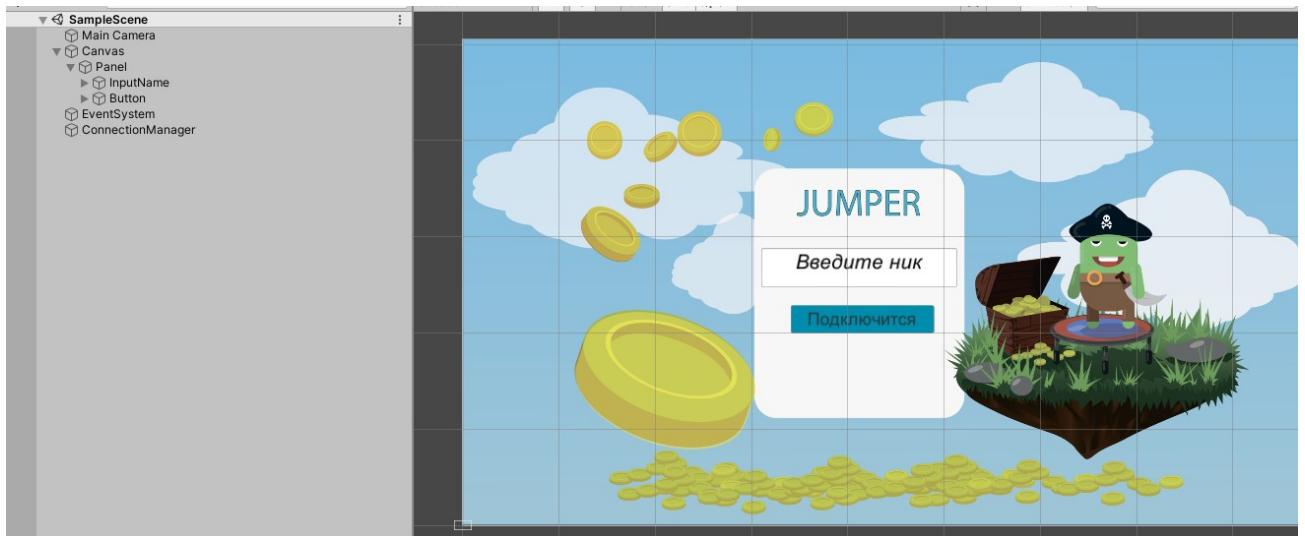 SampleScene
Main Camera
Canvas
Panel
InputName
Button
EventSystem
ConnectionManager
JUMPER
Введите ник
Подключится